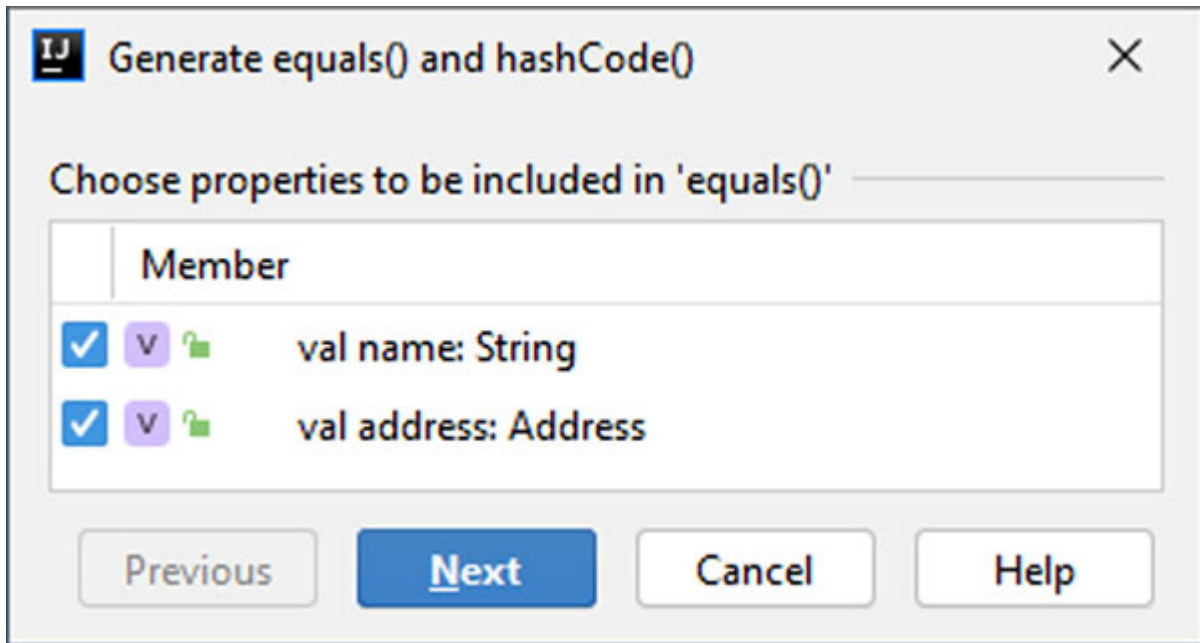 IJ
Generate equals() and hashCode()
Choose properties to be included in 'equals()'
Member
V val name: String
V val address: Address
Previous Next Cancel Help